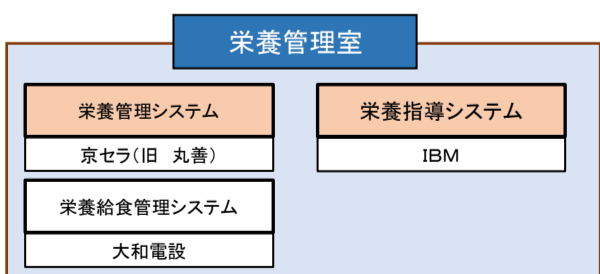 栄養管理室
栄養管理システム
京セラ(旧　丸善)
栄養指導システム
IBM
栄養給食管理システム
大和電設